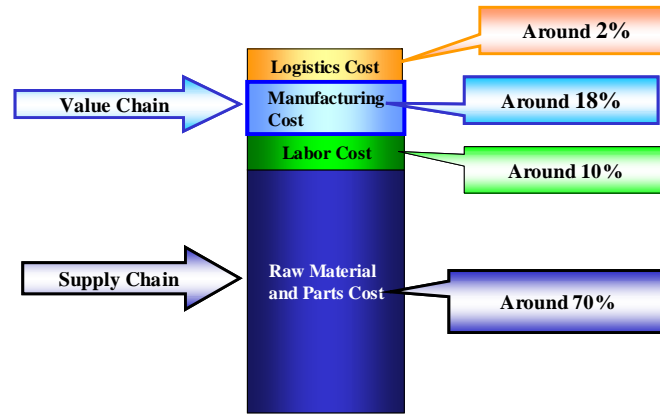 Around 2%
Logistics Cost
Value Chain
Manufacturing
Cost
Around 18%
Labor Cost
Around 10%
Supply Chain
Raw Material
and Parts Cost
Around 70%